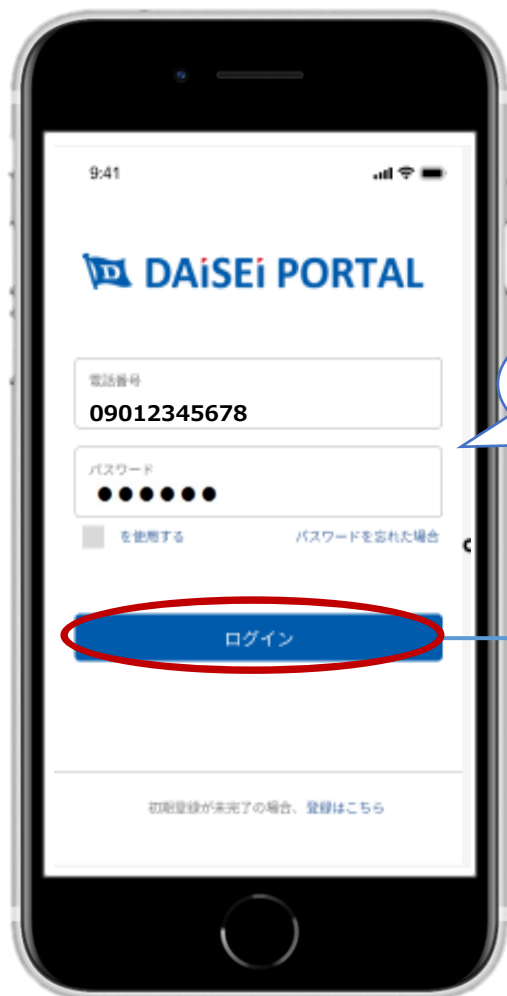 9:41
D DAiSEi PORTAL
電話番号
09012345678
パスワード
●●●●●●
を使用する パスワードを忘れた場合
ログイン
初期登録が未完了の場合、登録はこちら